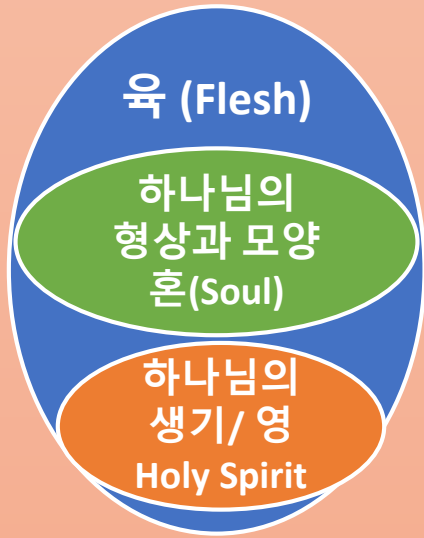 육 (Flesh)
하나님의
형상과 모양
혼(Soul)
하나님의
생기/ 영
Holy Spirit